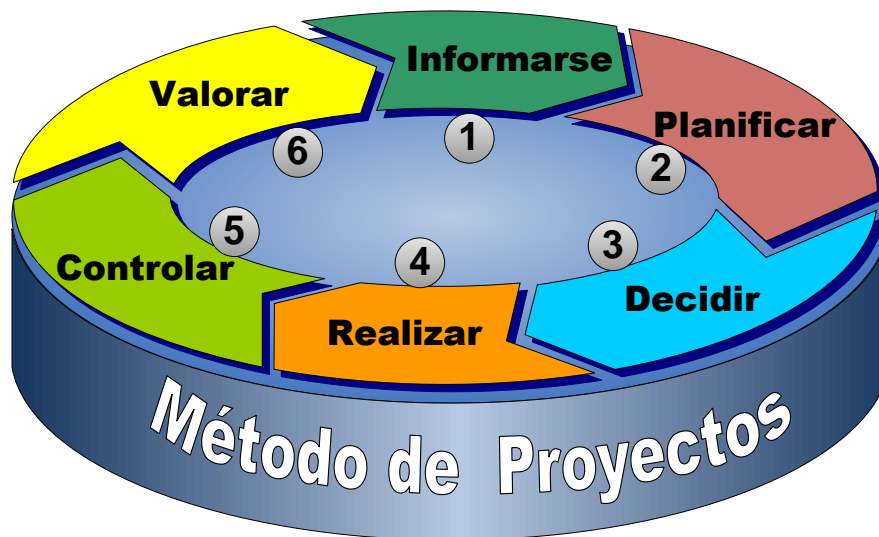 Informarse
1
Planificar
2
Decidir
3
Realizar
4
Controlar
5
Valorar
6
Método de Proyectos